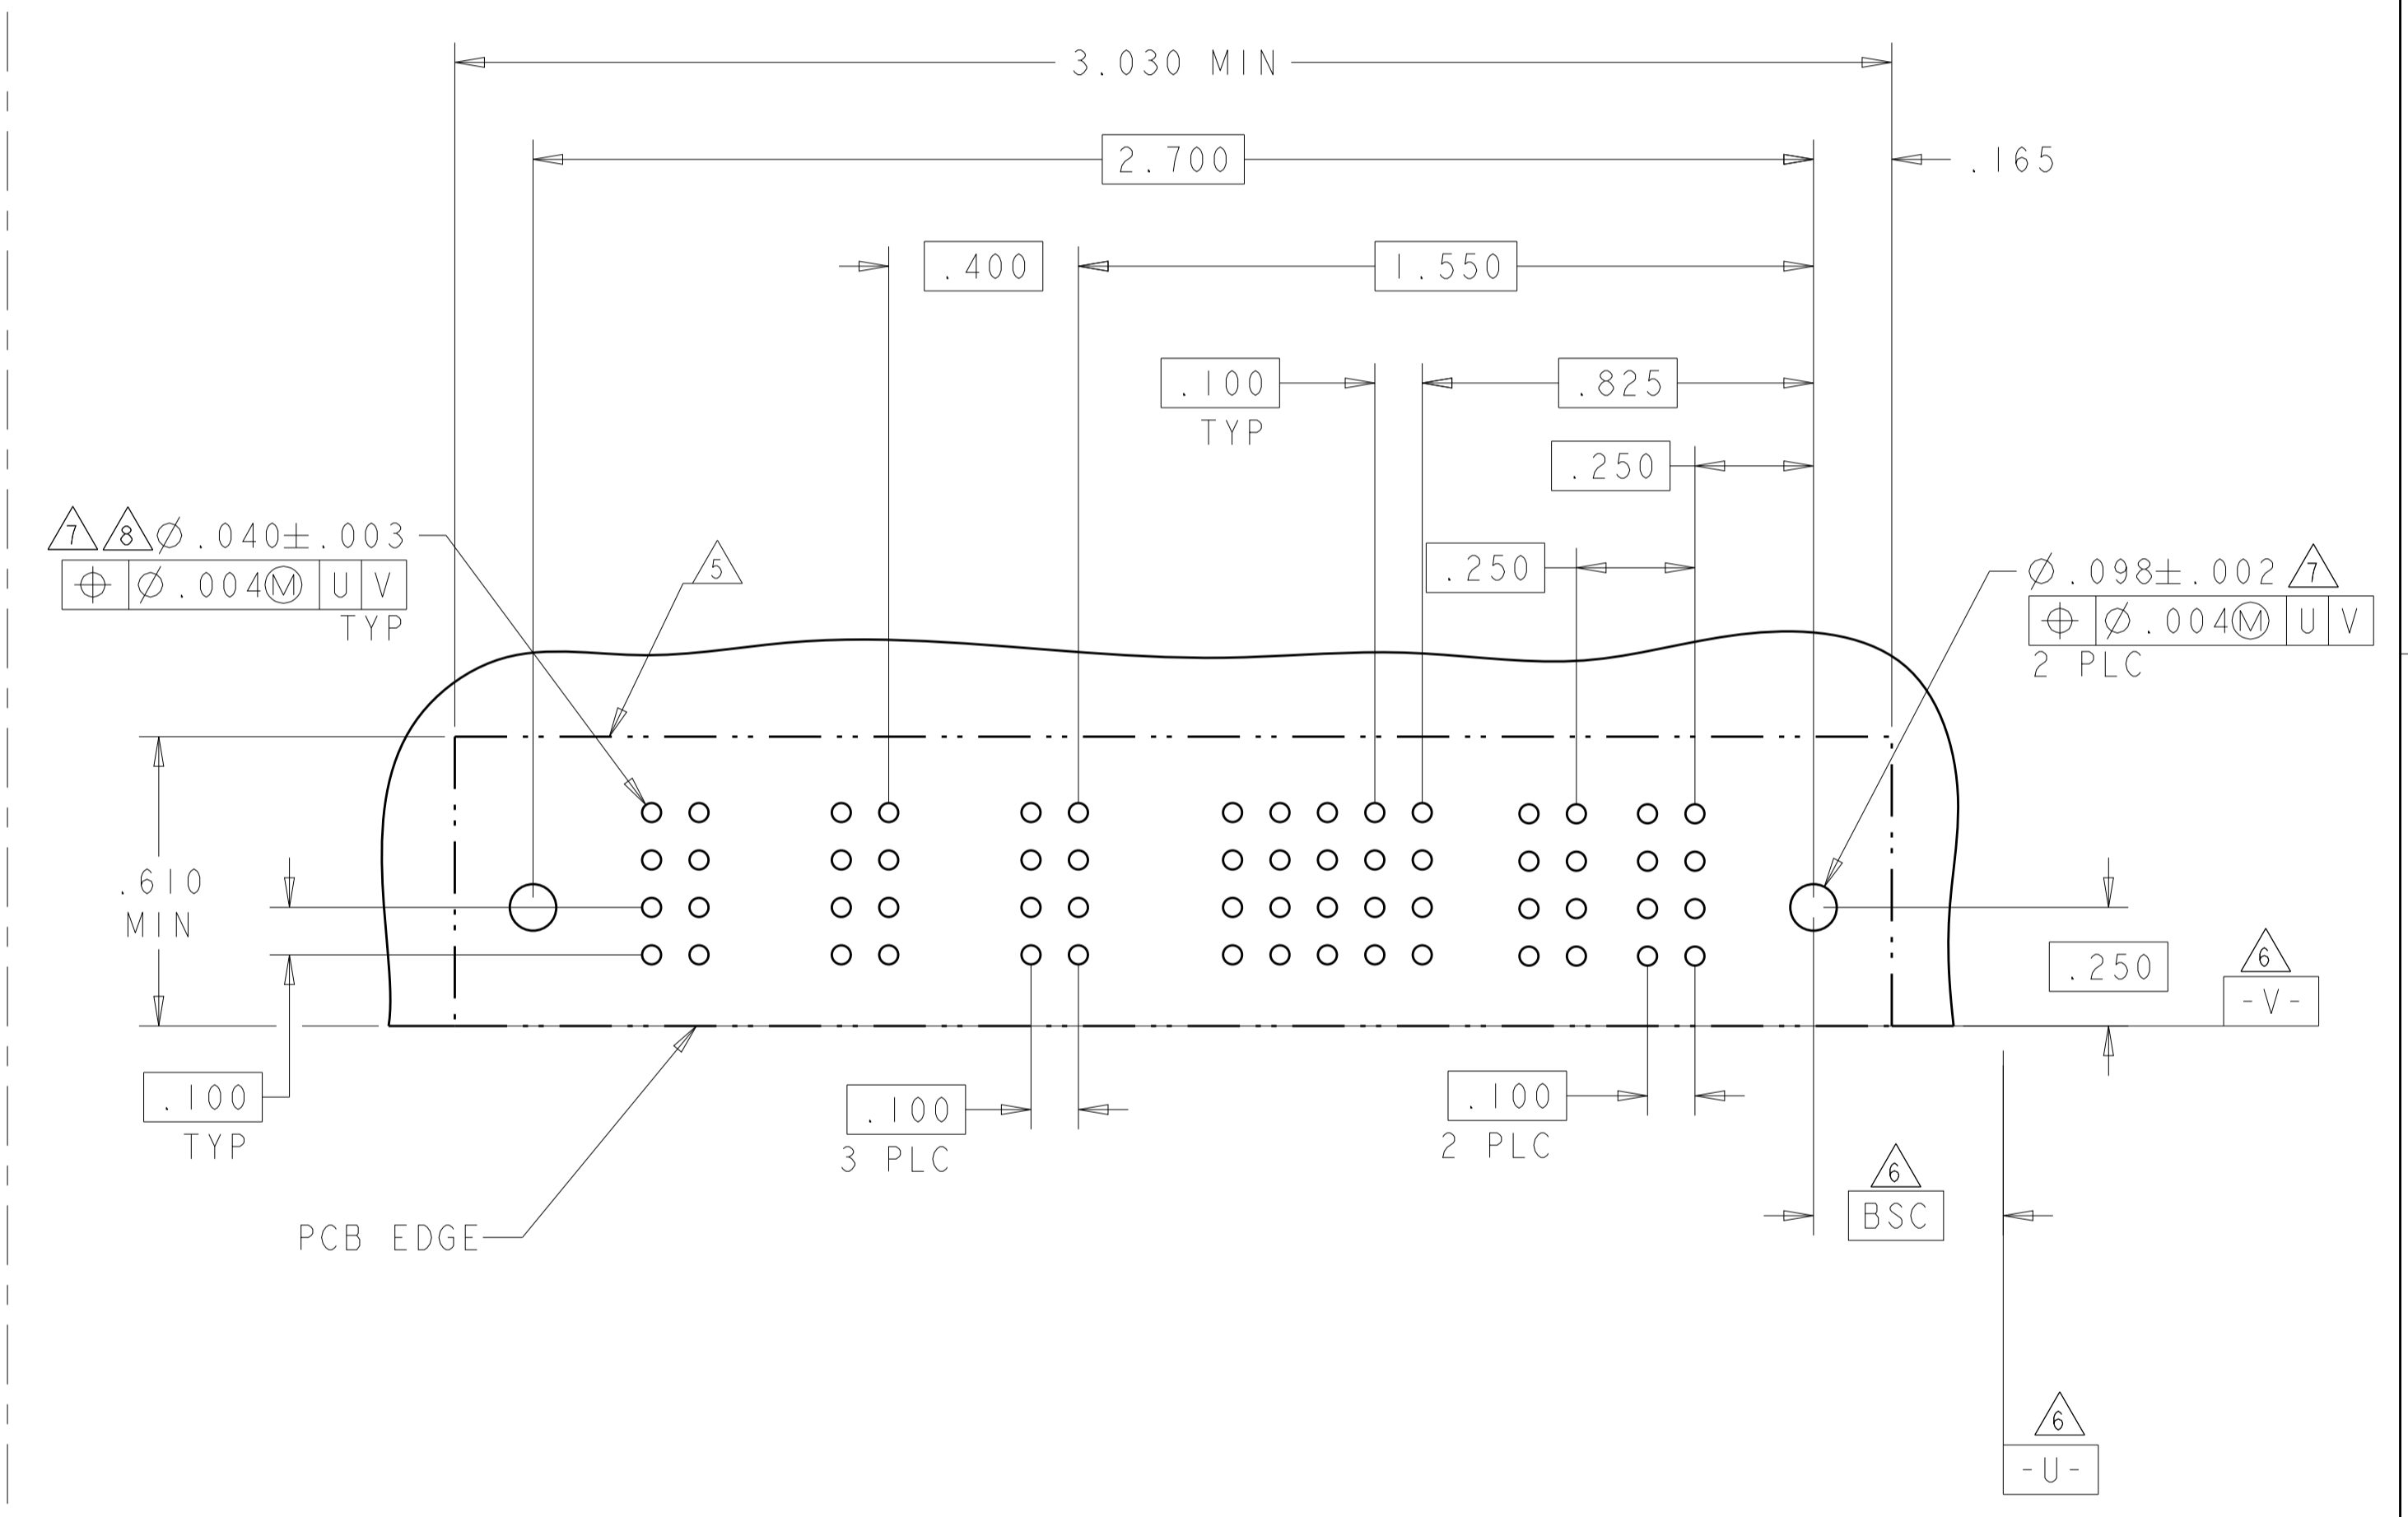 3.030 MIN
2.700
.165
.400
1.550
.100
TYP
.825
.250
.250
7 8 ⌀.040±.003
⌖ ⌀.004Ⓜ U V
TYP
5
⌀.098±.002 7
⌖ ⌀.004Ⓜ U V
2 PLC
.610
MIN
.250
6
-V-
.100
TYP
.100
3 PLC
.100
2 PLC
6
BSC
PCB EDGE
6
-U-